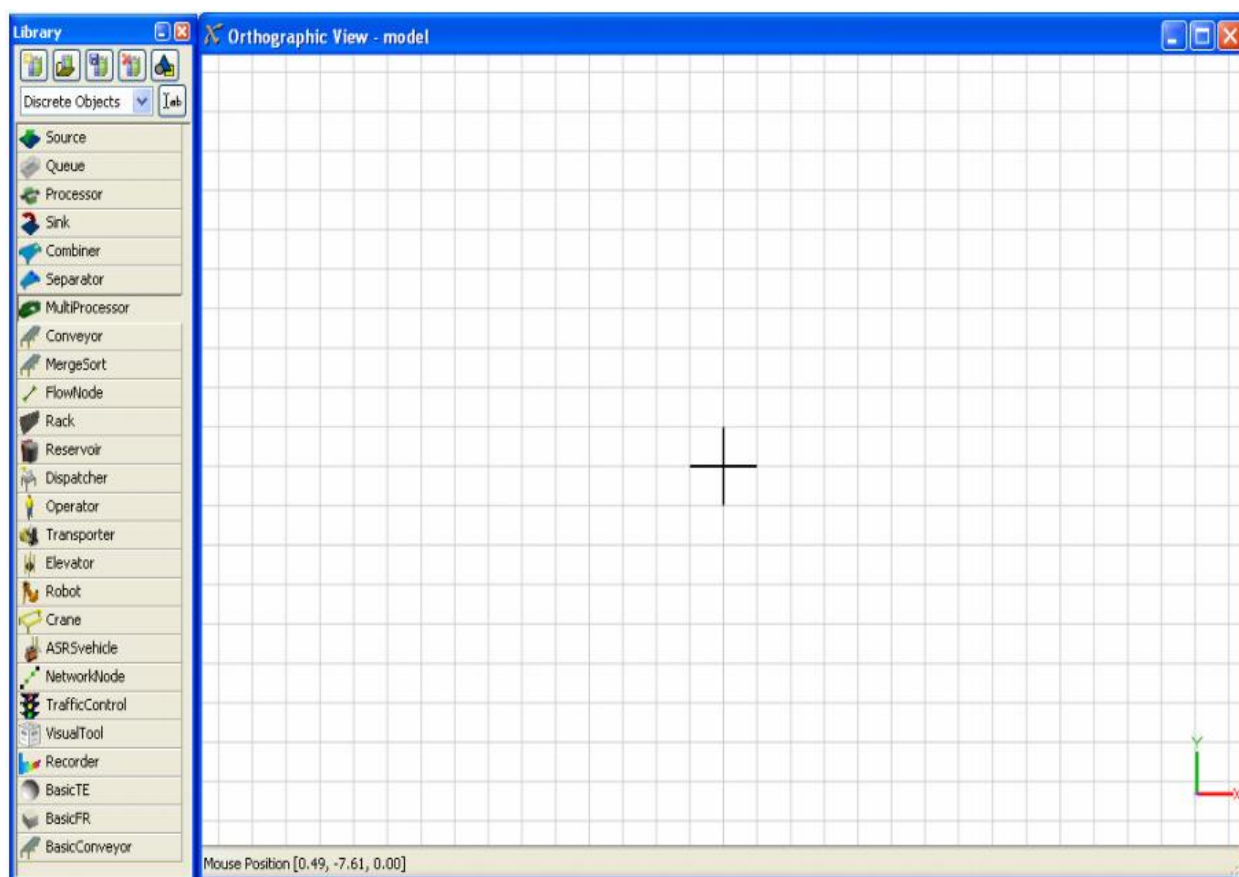 Library
Orthographic View - model
Discrete Objects
ab
Source
Queue
Processor
Sink
Combiner
Separator
MultiProcessor
Conveyor
MergeSort
FlowNode
Rack
Reservoir
Dispatcher
Operator
Transporter
Elevator
Robot
Crane
ASRSvehicle
NetworkNode
TrafficControl
VisualTool
Recorder
BasicTE
BasicFR
BasicConveyor
Y
X
Mouse Position [0.49, -7.61, 0.00]